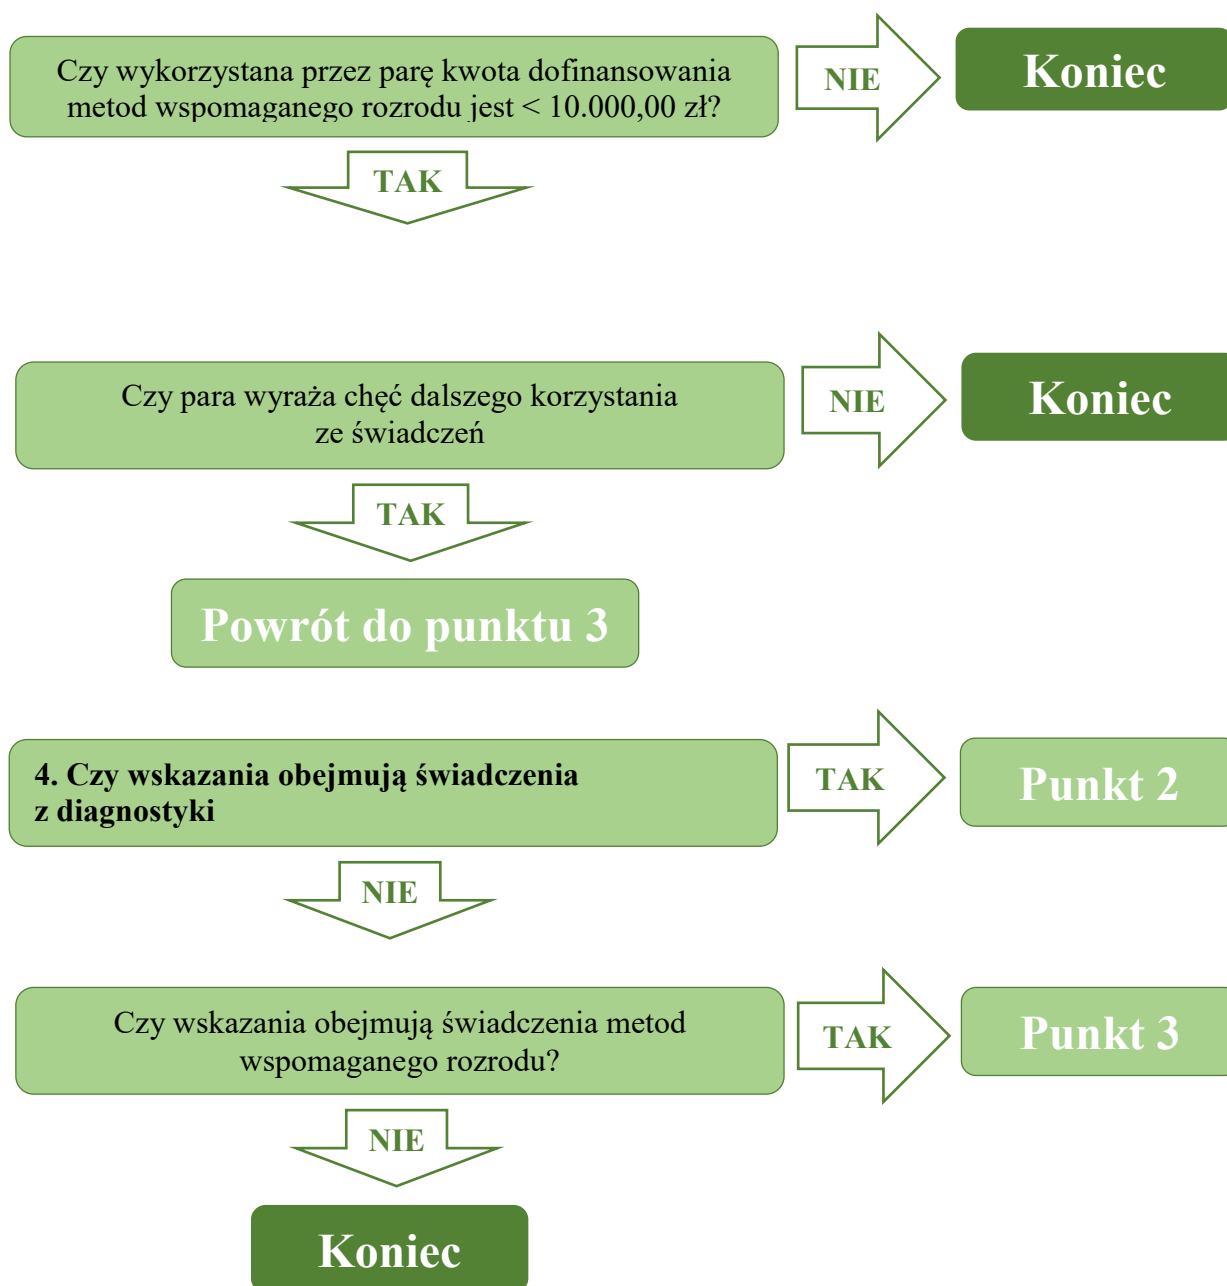 Czy wykorzystana przez parę kwota dofinansowania
metod wspomaganego rozrodu jest < 10.000,00 zł?
NIE
Koniec
TAK
Czy para wyraża chęć dalszego korzystania
ze świadczeń
NIE
Koniec
TAK
Powrót do punktu 3
4. Czy wskazania obejmują świadczenia
z diagnostyki
TAK
Punkt 2
NIE
Czy wskazania obejmują świadczenia metod
wspomaganego rozrodu?
TAK
Punkt 3
NIE
Koniec